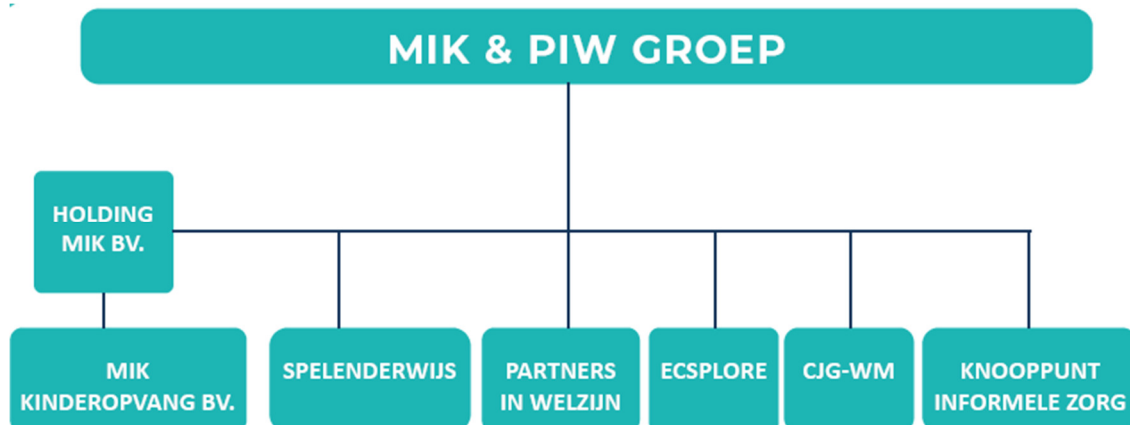 MIK & PIW GROEP
HOLDING
MIK BV.
MIK
KINDEROPVANG BV.
SPELENDERWIJS
PARTNERS
IN WELZIJN
ECSPLORE
CJG-WM
KNOOPPUNT
INFORMELE ZORG